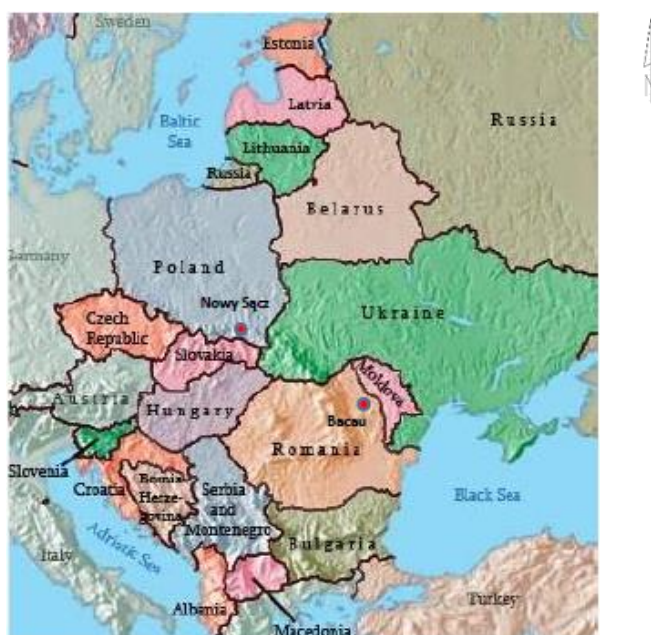 Sweden
Estonia
Latvia
Baltic
Sea
Russia
Lithuania
Russia
Belarus
Germany
Poland
Nowy Sącz
Ukraine
Czech
Republic
Slovakia
Moldova
Austria
Hungary
Bacau
Romania
Slovenia
Croatia
Bosnia
Herze-
govina
Serbia
and
Montenegro
Black Sea
Adriatic Sea
Italy
Bulgaria
Albania
Turkey
Macedonia